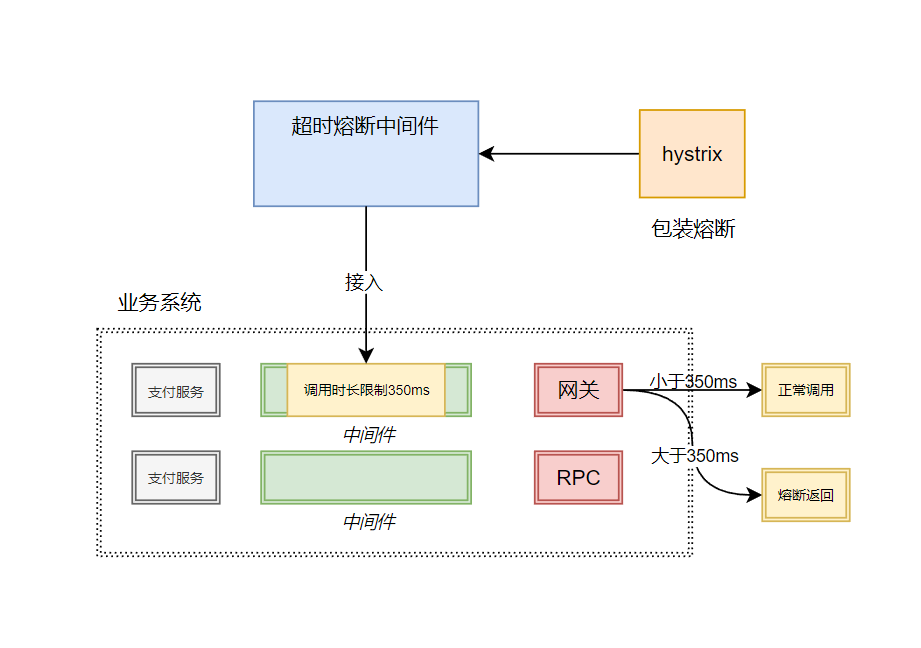 超时熔断中间件
hystrix
包装熔断
接入
业务系统
支付服务
调用时长限制350ms
网关
小于350ms
正常调用
中间件
大于350ms
支付服务
RPC
熔断返回
中间件